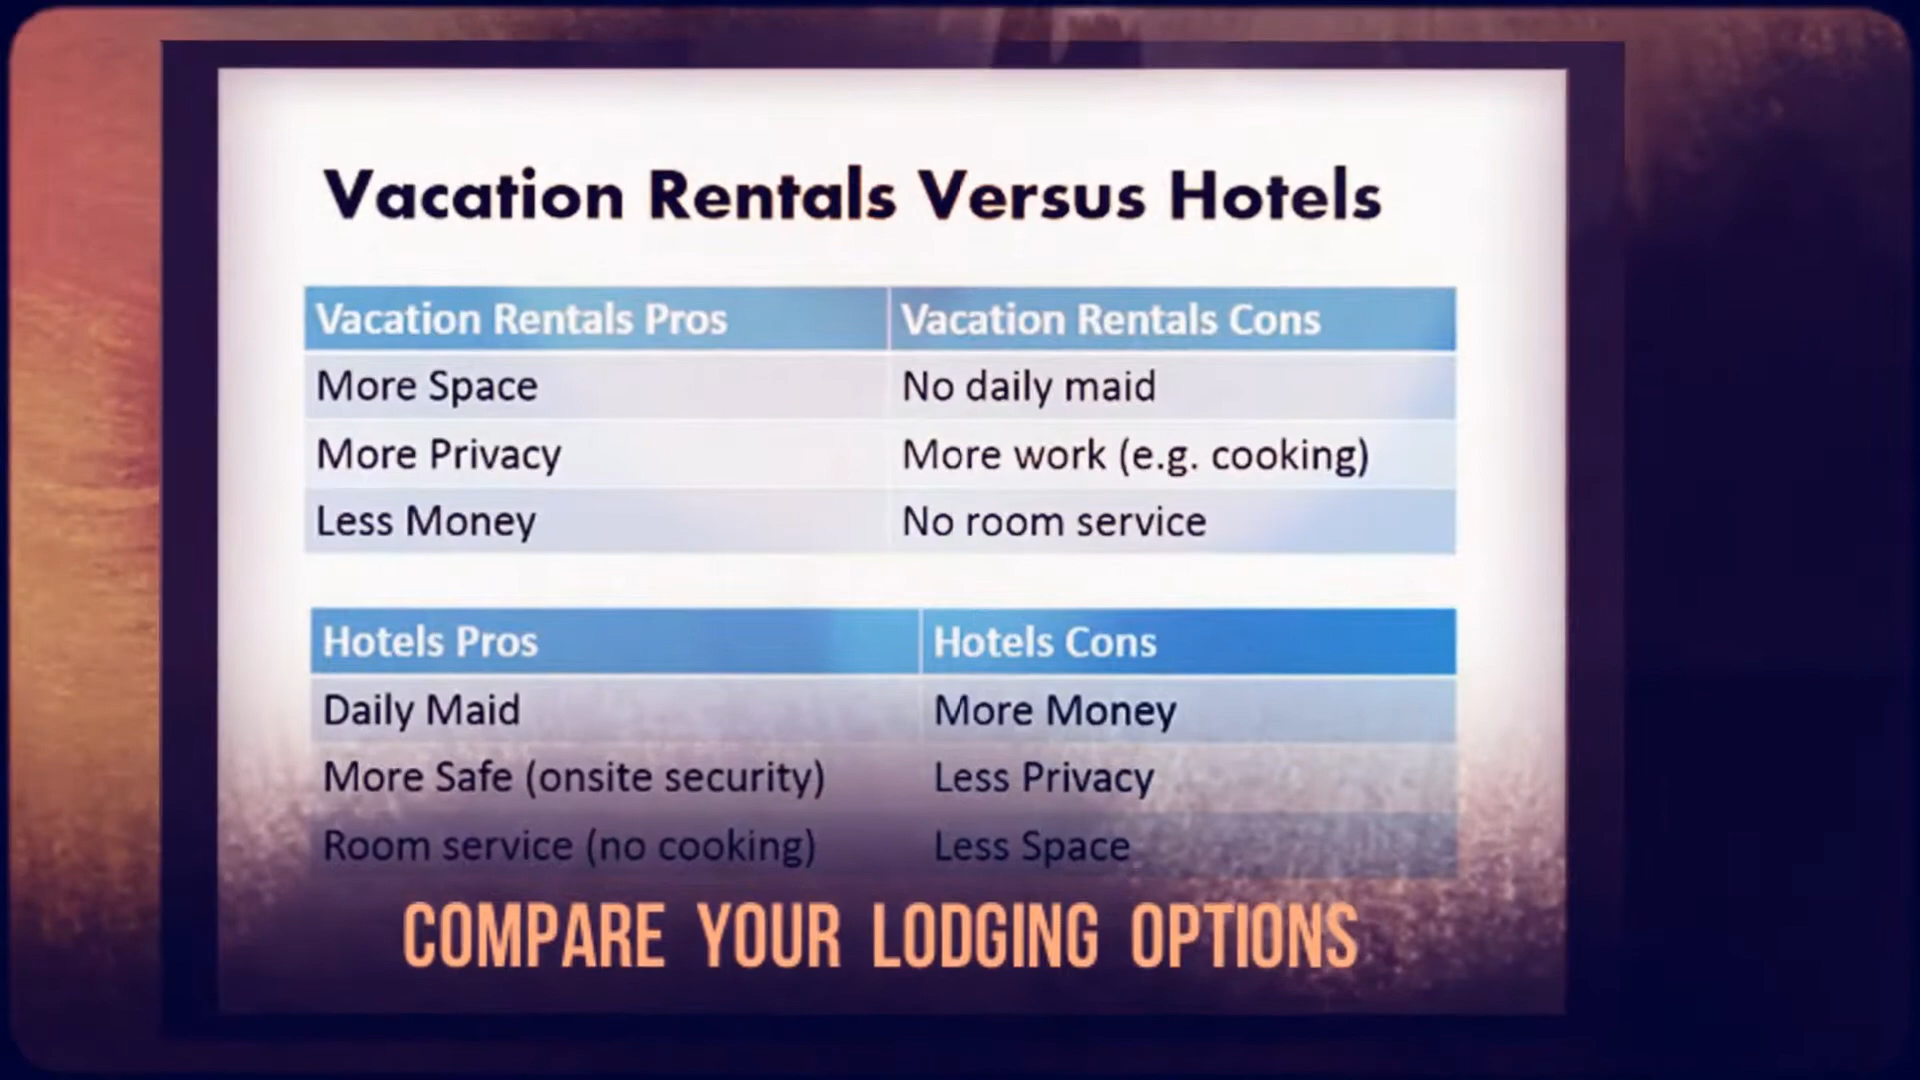 Vacation Rentals Versus Hotels
Vacation Rentals Pros Vacation Rentals Cons
More Space No daily maid
More Privacy More work (e.g. cooking)
Less Money No room service
Hotels Pros Hotels Cons
Daily Maid More Money
More Safe (onsite security) Less Privacy
Room service (no cooking) Less Space
COMPARE YOUR LODGING OPTIONS